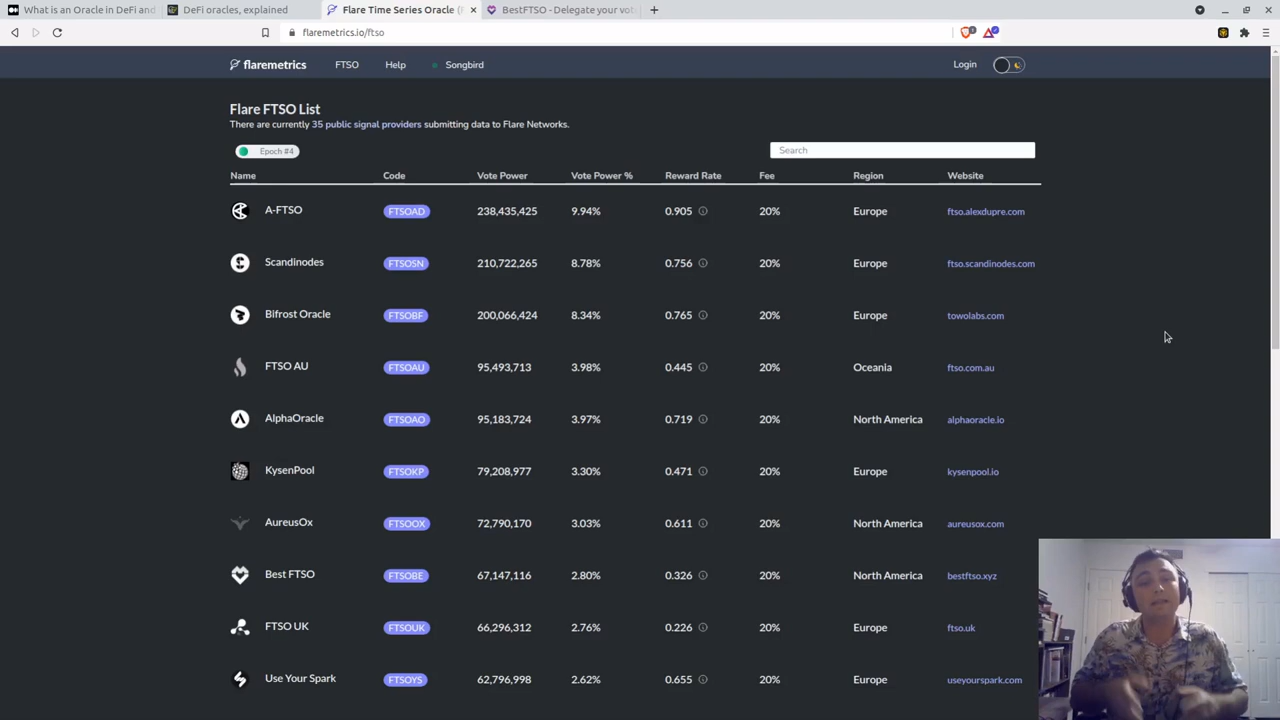 What is an Oracle in DeFi and
DeFi oracles, explained
Flare Time Series Oracle (F
BestFTSO - Delegate your vot
flaremetrics.io/ftso
flaremetrics
FTSO
Help
Songbird
Login
Flare FTSO List
There are currently 35 public signal providers submitting data to Flare Networks.
Epoch #4
Search
Name Code Vote Power Vote Power % Reward Rate Fee Region Website
A-FTSO FTSOAD 238,435,425 9.94% 0.905 20% Europe ftso.alexdupre.com
Scandinodes FTSOSN 210,722,265 8.78% 0.756 20% Europe ftso.scandinodes.com
Bifrost Oracle FTSOBF 200,066,424 8.34% 0.765 20% Europe towolabs.com
FTSO AU FTSOAU 95,493,713 3.98% 0.445 20% Oceania ftso.com.au
AlphaOracle FTSOAO 95,183,724 3.97% 0.719 20% North America alphaoracle.io
KysenPool FTSOKP 79,208,977 3.30% 0.471 20% Europe kysenpool.io
AureusOx FTSOOX 72,790,170 3.03% 0.611 20% North America aureusox.com
Best FTSO FTSOBE 67,147,116 2.80% 0.326 20% North America bestftso.xyz
FTSO UK FTSOUK 66,296,312 2.76% 0.226 20% Europe ftso.uk
Use Your Spark FTSOYS 62,796,998 2.62% 0.655 20% Europe useyourspark.com